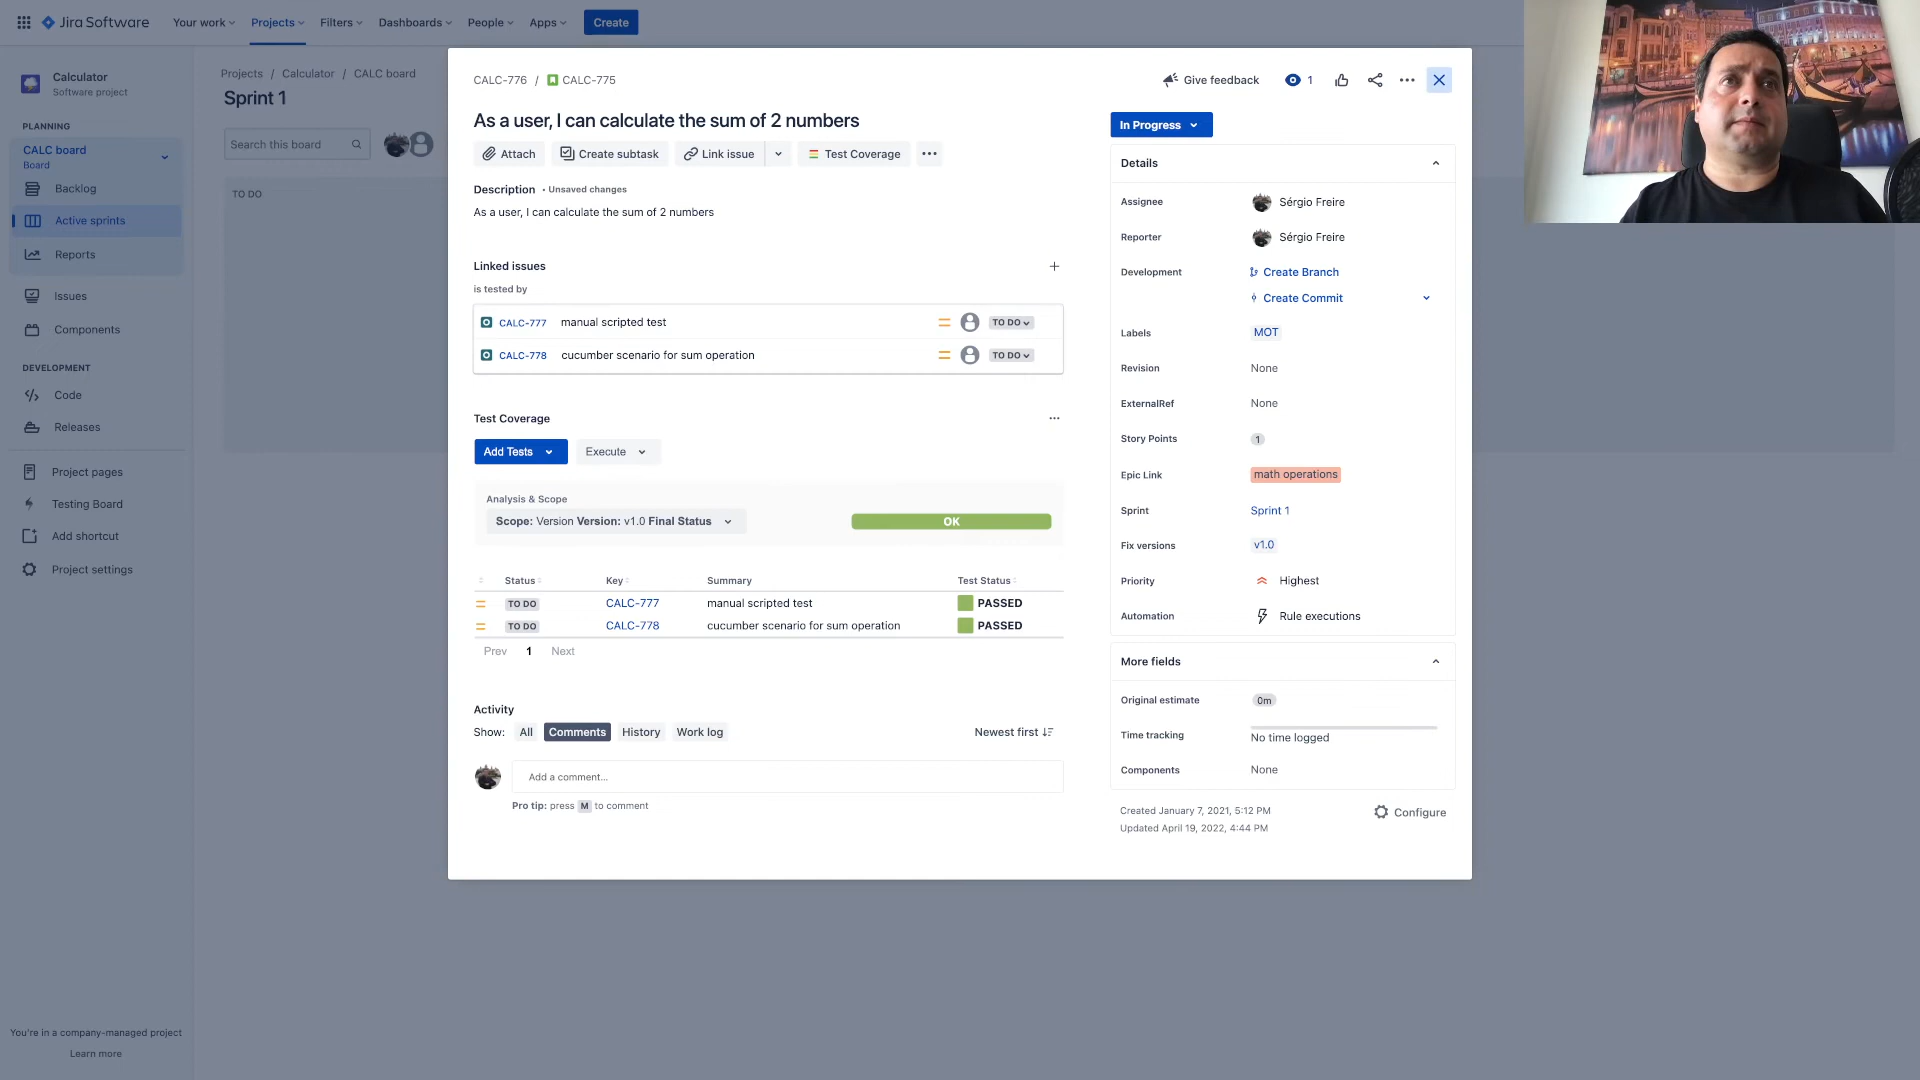 Jira Software
Your work
Projects
Filters
Dashboards
People
Apps
Create
Calculator
Software project
PLANNING
CALC board
Board
Backlog
Active sprints
Reports
Issues
Components
DEVELOPMENT
Code
Releases
Project pages
Testing Board
Add shortcut
Project settings
You're in a company-managed project
Learn more
Projects / Calculator / CALC board
Sprint 1
Search this board
TO DO
CALC-776 / CALC-775
Give feedback
1
As a user, I can calculate the sum of 2 numbers
Attach
Create subtask
Link issue
Test Coverage
Description • Unsaved changes
As a user, I can calculate the sum of 2 numbers
Linked issues
is tested by
CALC-777 manual scripted test TO DO
CALC-778 cucumber scenario for sum operation TO DO
Test Coverage
Add Tests
Execute
Analysis & Scope
Scope: Version Version: v1.0 Final Status
OK
Status Key Summary Test Status
TO DO CALC-777 manual scripted test PASSED
TO DO CALC-778 cucumber scenario for sum operation PASSED
Prev 1 Next
Activity
Show: All Comments History Work log
Newest first
Add a comment...
Pro tip: press M to comment
In Progress
Details
Assignee Sérgio Freire
Reporter Sérgio Freire
Development Create Branch
Create Commit
Labels MOT
Revision None
ExternalRef None
Story Points 1
Epic Link math operations
Sprint Sprint 1
Fix versions v1.0
Priority Highest
Automation Rule executions
More fields
Original estimate 0m
Time tracking No time logged
Components None
Created January 7, 2021, 5:12 PM
Updated April 19, 2022, 4:44 PM
Configure